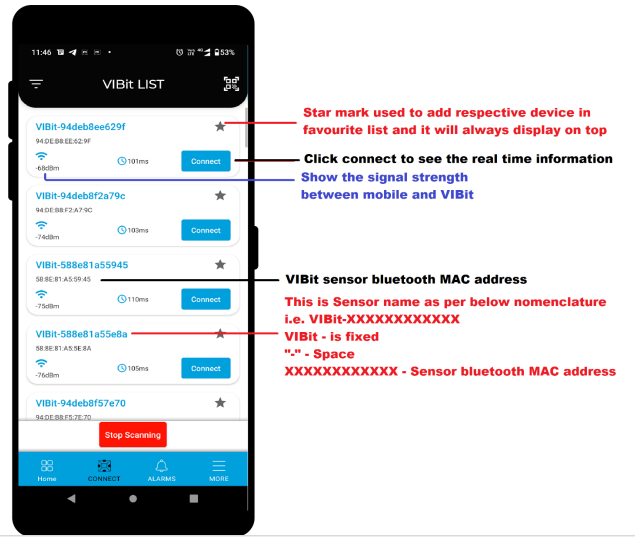 11:46
4G 53%
VIBit LIST
VIBit-94deb8ee629f
94:DE:B8:EE:62:9F
-68dBm
101ms
Connect
VIBit-94deb8f2a79c
94:DE:B8:F2:A7:9C
-74dBm
103ms
Connect
VIBit-588e81a55945
58:8E:81:A5:59:45
-75dBm
110ms
Connect
VIBit-588e81a55e8a
58:8E:81:A5:5E:8A
-76dBm
105ms
Connect
VIBit-94deb8f57e70
94:DE:B8:F5:7E:70
Stop Scanning
Home
CONNECT
ALARMS
MORE
Star mark used to add respective device in
favourite list and it will always display on top
Click connect to see the real time information
Show the signal strength
between mobile and VIBit
VIBit sensor bluetooth MAC address
This is Sensor name as per below nomenclature
i.e. VIBit-XXXXXXXXXXXX
VIBit - is fixed
"-" - Space
XXXXXXXXXXXX - Sensor bluetooth MAC address